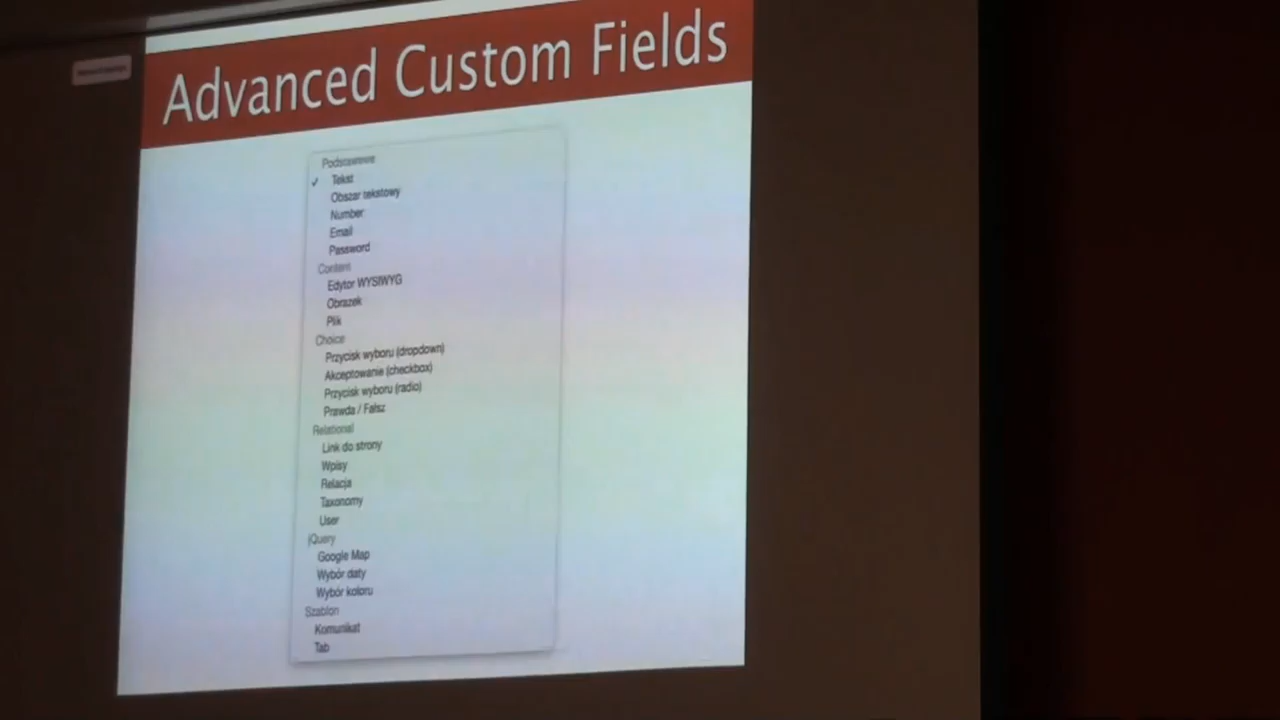 Advanced Custom Fields
Podstawowe
✓ Tekst
Obszar tekstowy
Number
Email
Password
Content
Edytor WYSIWYG
Obrazek
Plik
Choice
Przycisk wyboru (dropdown)
Akceptowanie (checkbox)
Przycisk wyboru (radio)
Prawda / Fałsz
Relational
Link do strony
Wpisy
Relacja
Taxonomy
User
jQuery
Google Map
Wybór daty
Wybór koloru
Szablon
Komunikat
Tab